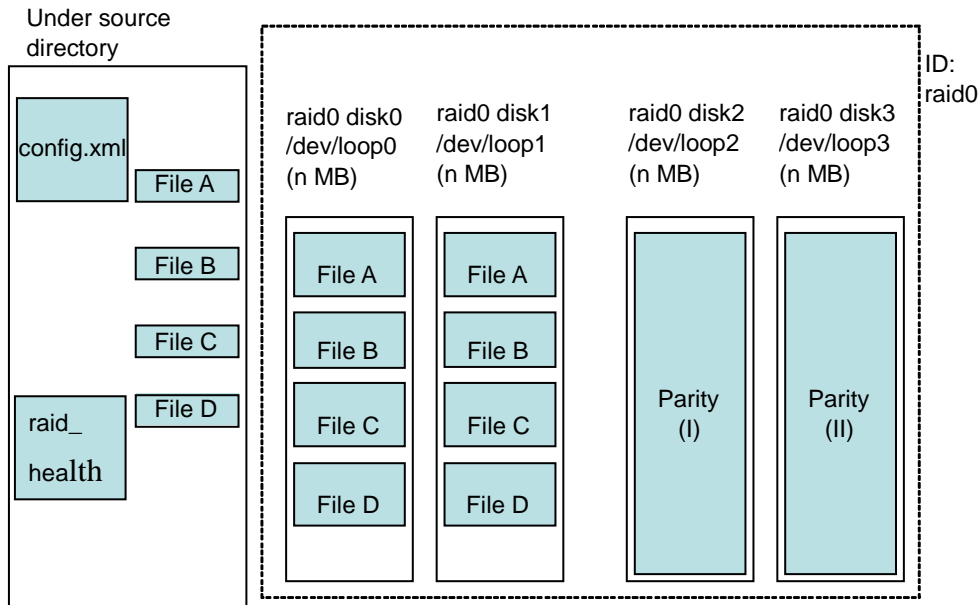 Under source
directory
config.xml
File A
File B
File C
File D
raid_
health
raid0 disk0
/dev/loop0
(n MB)
raid0 disk1
/dev/loop1
(n MB)
raid0 disk2
/dev/loop2
(n MB)
raid0 disk3
/dev/loop3
(n MB)
ID:
raid0
File A
File B
File C
File D
File A
File B
File C
File D
Parity
(I)
Parity
(II)